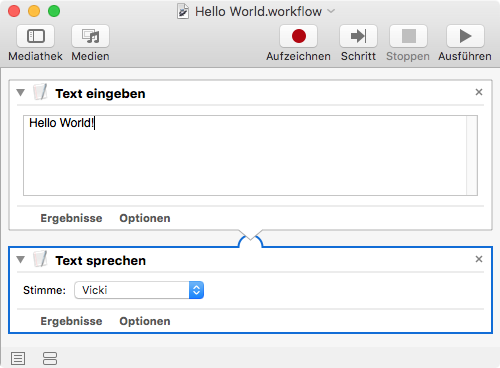 Hello World.workflow
Mediathek Medien Aufzeichnen Schritt Stoppen Ausführen
Text eingeben
Hello World!
Ergebnisse Optionen
Text sprechen
Stimme: Vicki
Ergebnisse Optionen